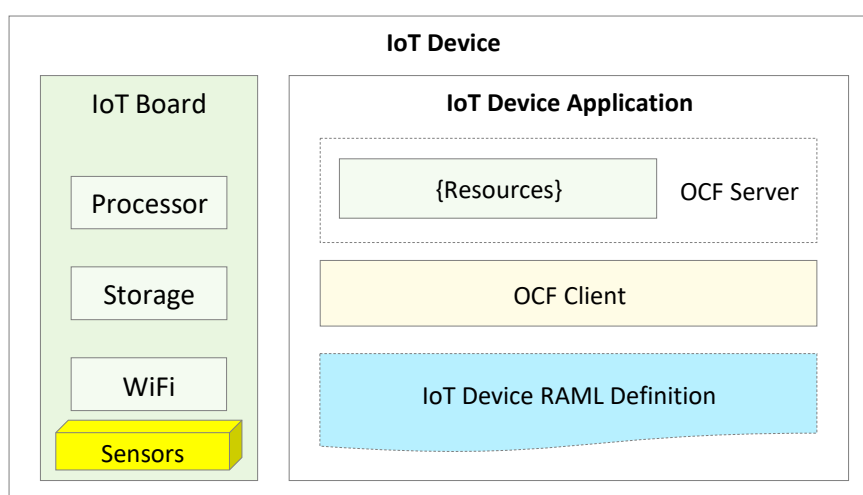 IoT Device
IoT Board
Processor
Storage
WiFi
Sensors
IoT Device Application
{Resources}
OCF Server
OCF Client
IoT Device RAML Definition